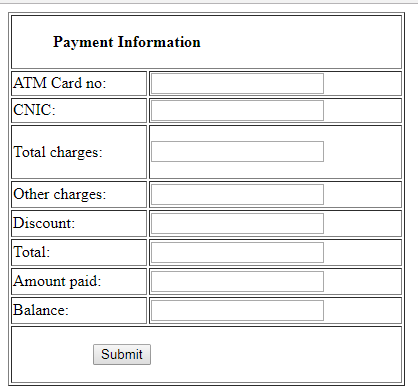 Payment Information
ATM Card no:
CNIC:
Total charges:
Other charges:
Discount:
Total:
Amount paid:
Balance:
Submit